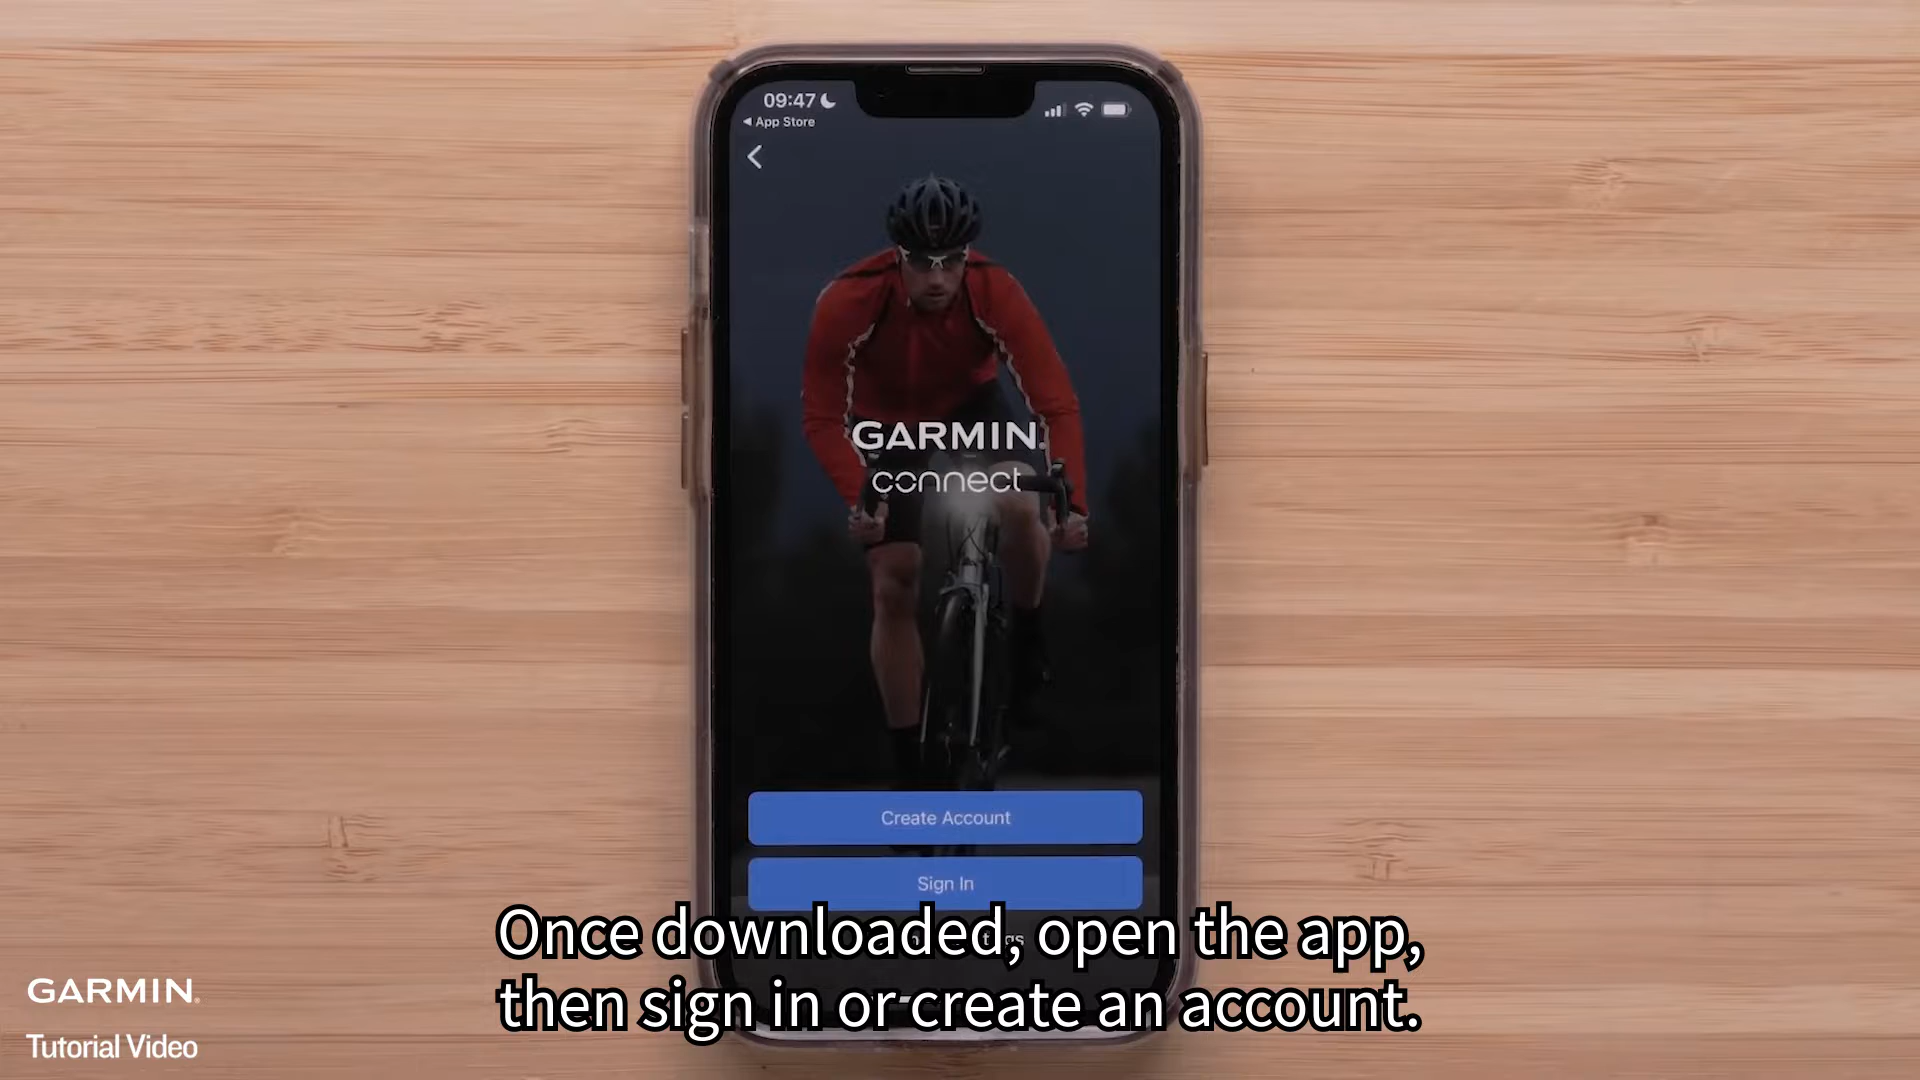 09:47
◀ App Store
GARMIN.
connect
Create Account
Sign In
Once downloaded, open the app,
then sign in or create an account.
GARMIN.
Tutorial Video